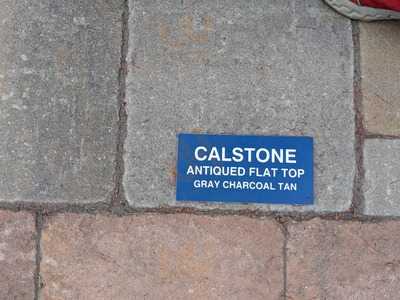 CALSTONE
ANTIQUED FLAT TOP
GRAY CHARCOAL TAN